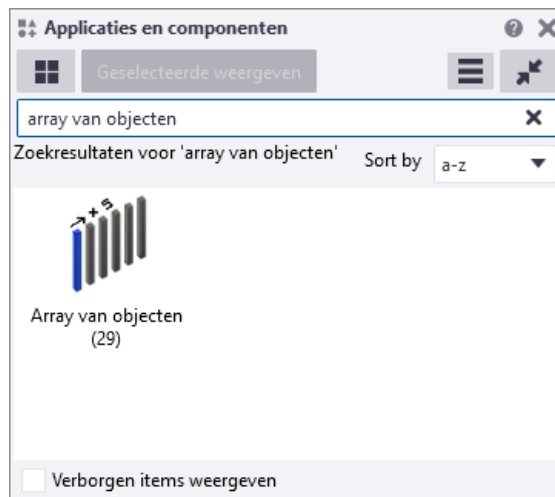 Applicaties en componenten
Geselecteerde weergeven
array van objecten
Zoekresultaten voor 'array van objecten' Sort by a-z
→ + 5
Array van objecten
(29)
Verborgen items weergeven